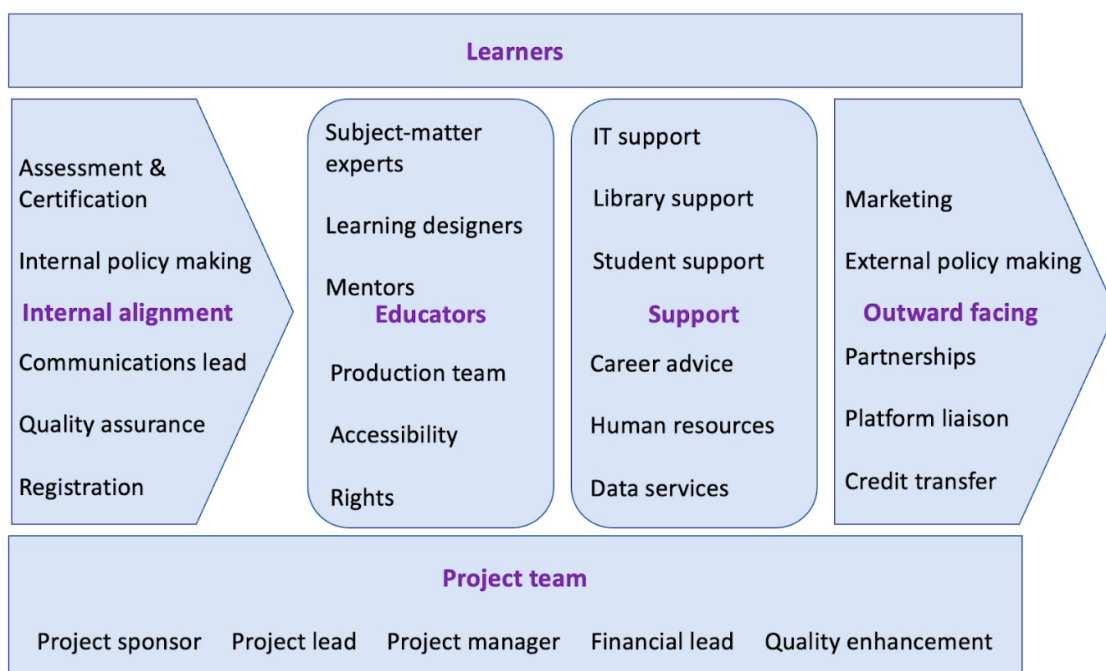 Learners
Assessment &
Certification
Internal policy making
Internal alignment
Communications lead
Quality assurance
Registration
Subject-matter
experts
Learning designers
Mentors
Educators
Production team
Accessibility
Rights
IT support
Library support
Student support
Support
Career advice
Human resources
Data services
Marketing
External policy making
Outward facing
Partnerships
Platform liaison
Credit transfer
Project team
Project sponsor Project lead Project manager Financial lead Quality enhancement